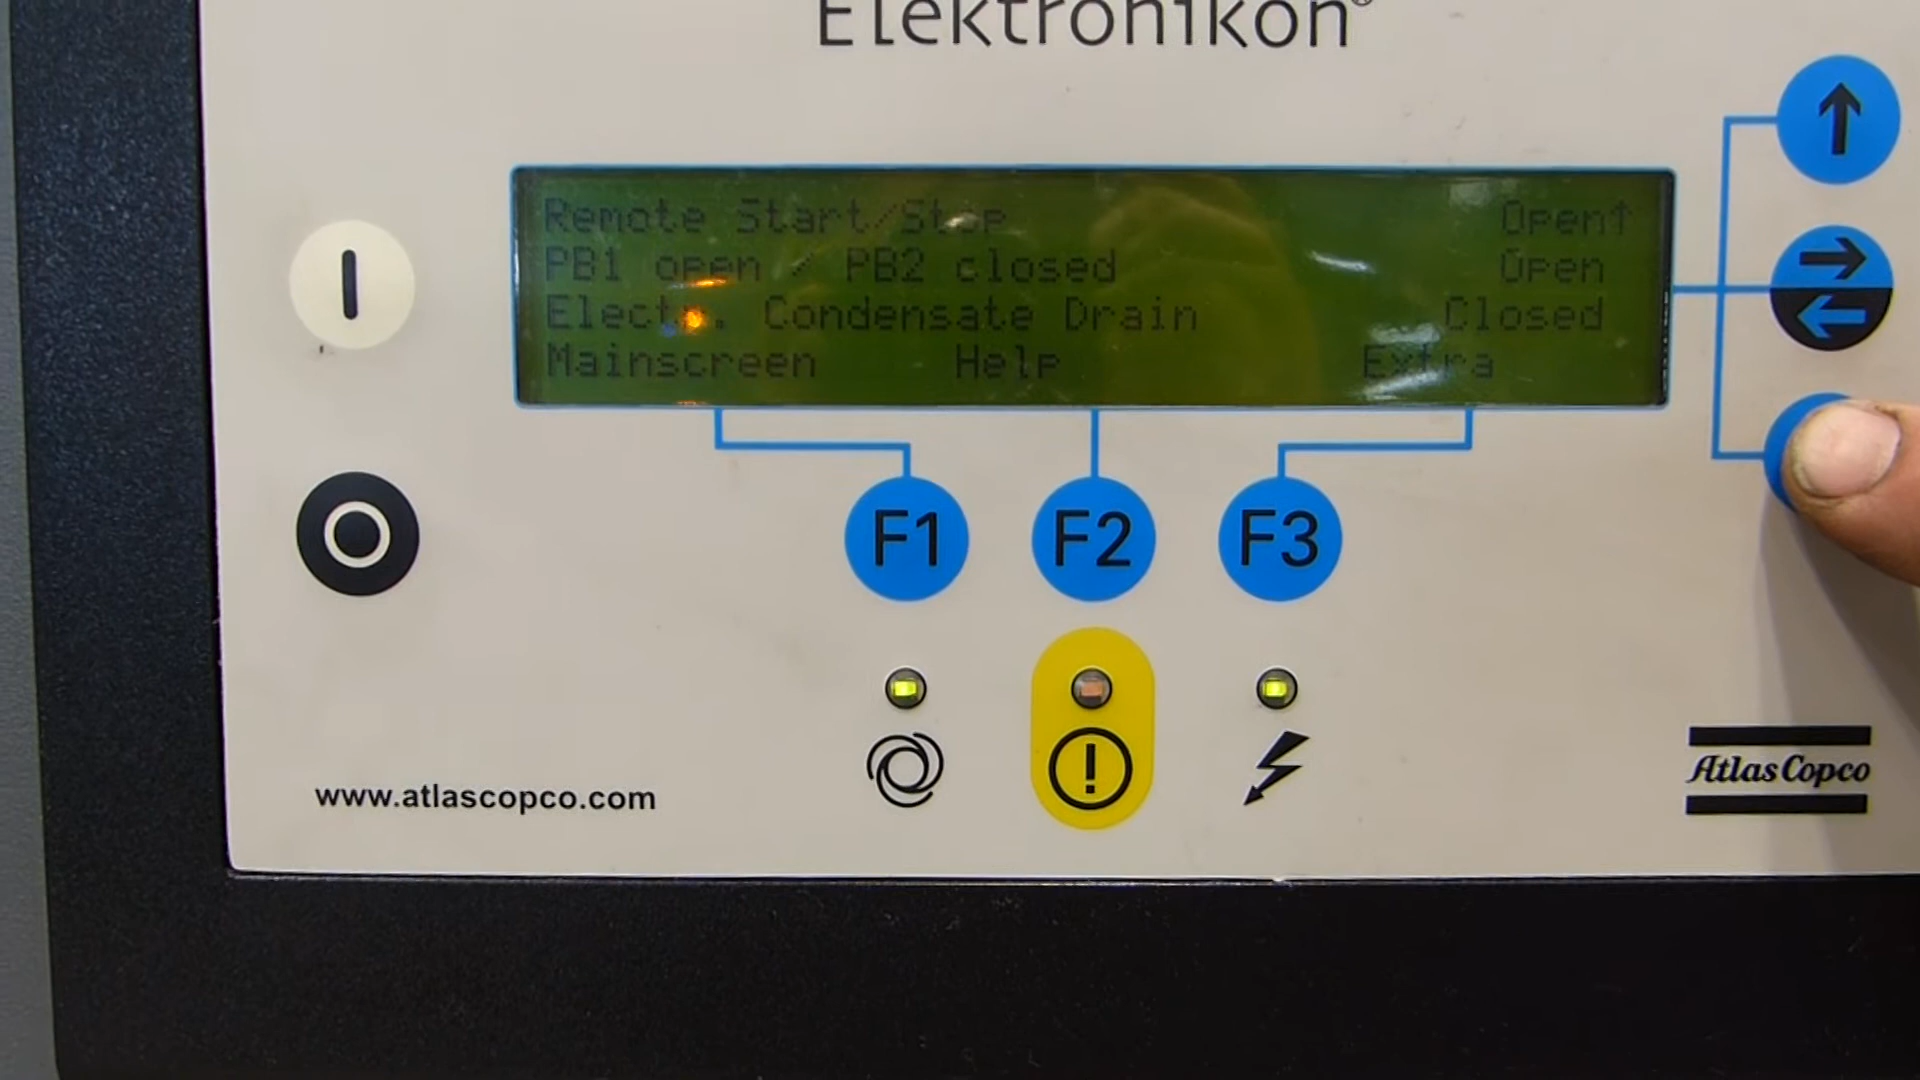 Elektronikon®
Remote Start/Stop Open↑
PB1 open / PB2 closed Open
Elect . Condensate Drain Closed
Mainscreen Help Extra
F1 F2 F3
www.atlascopco.com
Atlas Copco